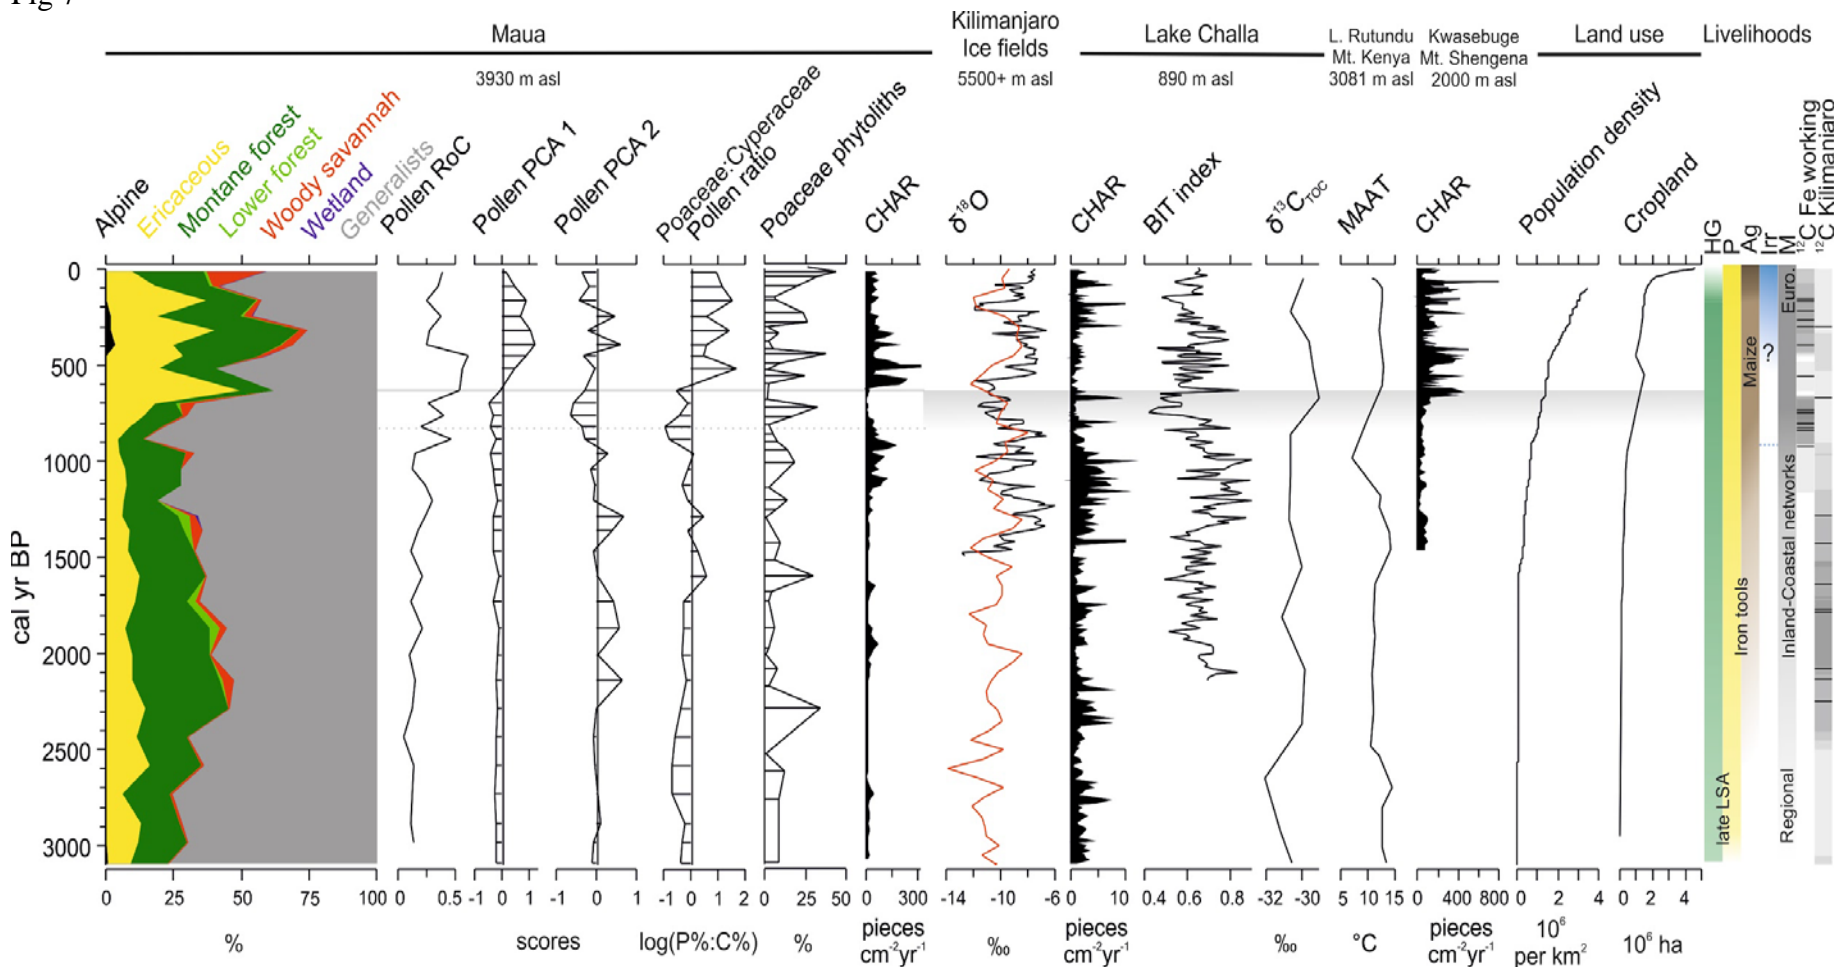 Fig 7
Maua
Kilimanjaro
Ice fields
Lake Challa
L. Rutundu
Mt. Kenya
Kwasebuge
Mt. Shengena
Land use
Livelihoods
3930 m asl
5500+ m asl
890 m asl
3081 m asl
2000 m asl
Alpine
Ericaceous
Montane forest
Lower forest
Woody savannah
Wetland
Generalists
Pollen RoC
Pollen PCA 1
Pollen PCA 2
Poaceae:Cyperaceae
Pollen ratio
Poaceae phytoliths
CHAR
δ¹⁸O
CHAR
BIT index
δ¹³C_TOC
MAAT
CHAR
Population density
Cropland
HG
P
Ag
Irr
M
¹²C Fe working
¹²C Kilimanjaro
cal yr BP
0
500
1000
1500
2000
2500
3000
late LSA
Iron tools
Maize
?
Euro.
Inland-Coastal networks
Regional
0 25 50 75 100
0 0.5
-1 0 1
-1 0 1
-1 0 1 2
0 25 50
0 300
-14 -10 -6
0 10
0.4 0.6 0.8
-32 -30
5 10 15
0 400 800
0 2 4
0 2 4
%
scores
log(P%:C%)
%
pieces
cm⁻²yr⁻¹
‰
pieces
cm⁻²yr⁻¹
‰
°C
pieces
cm⁻²yr⁻¹
10⁶
per km²
10⁶ ha